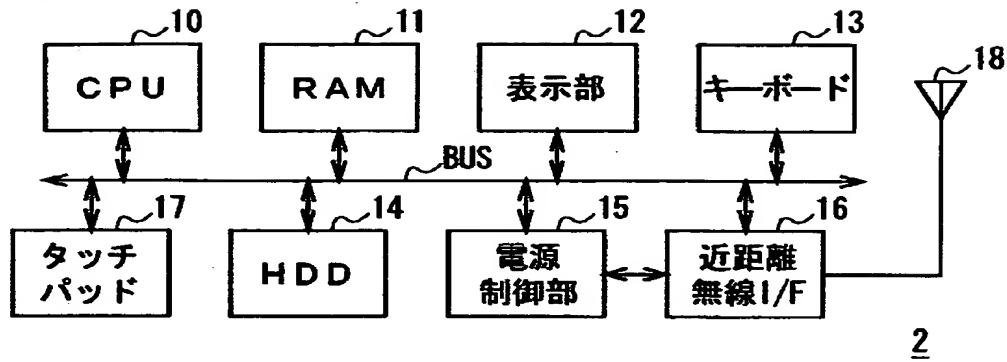 10
11
12
13
18
CPU
RAM
表示部
キーボード
BUS
17
14
15
16
タッチ
パッド
HDD
電源
制御部
近距離
無線I/F
2